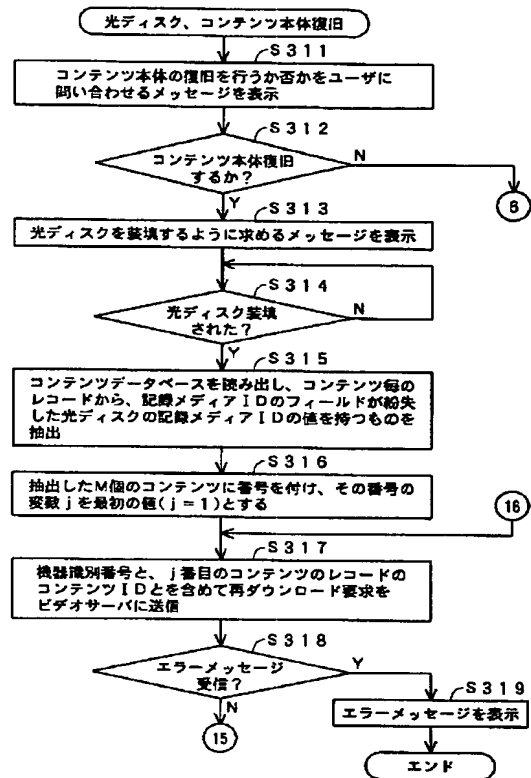 光ディスク、コンテンツ本体復旧
S311
コンテンツ本体の復旧を行うか否かをユーザに
問い合わせるメッセージを表示
S312
コンテンツ本体復旧
するか?
N
6
Y
S313
光ディスクを装填するように求めるメッセージを表示
S314
光ディスク装填
された?
N
Y
S315
コンテンツデータベースを読み出し、コンテンツ毎の
レコードから、記録メディアIDのフィールドが紛失
した光ディスクの記録メディアIDの値を持つものを
抽出
S316
抽出したM個のコンテンツに番号を付け、その番号の
変数jを最初の値(j=1)とする
16
S317
機器識別番号と、j番目のコンテンツのレコードの
コンテンツIDとを含めて再ダウンロード要求を
ビデオサーバに送信
S318
エラーメッセージ
受信?
Y
N
15
S319
エラーメッセージを表示
エンド